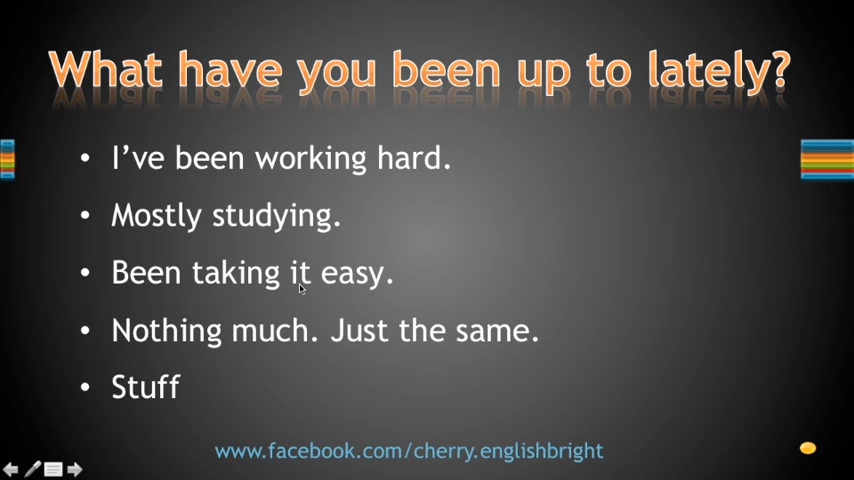 What have you been up to lately?
• I’ve been working hard.
• Mostly studying.
• Been taking it easy.
• Nothing much. Just the same.
• Stuff
www.facebook.com/cherry.englishbright